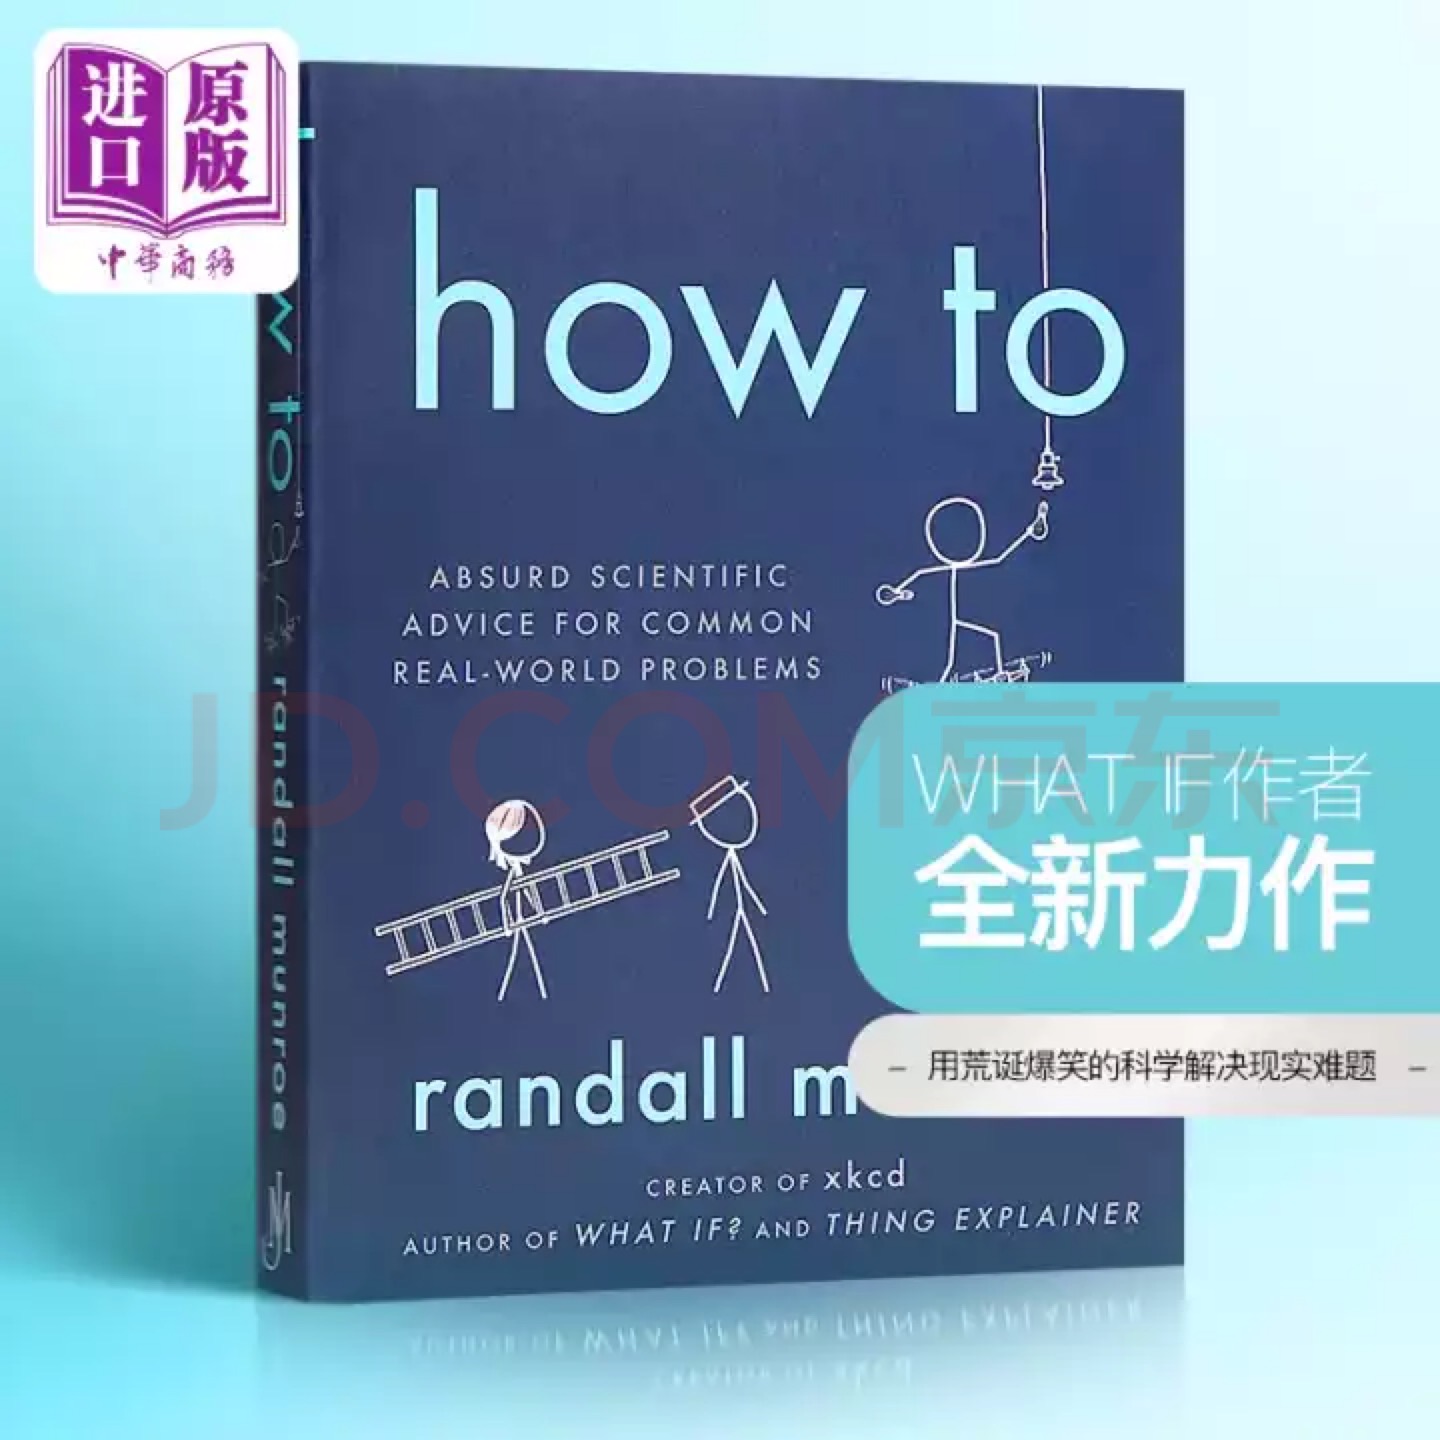 进口
原版
中华商务
how to
ABSURD SCIENTIFIC
ADVICE FOR COMMON
REAL-WORLD PROBLEMS
JD.COM京东
WHAT IF作者
全新力作
- 用荒诞爆笑的科学解决现实难题 -
randall m
CREATOR OF xkcd
AUTHOR OF WHAT IF? AND THING EXPLAINER
w to
randall munroe